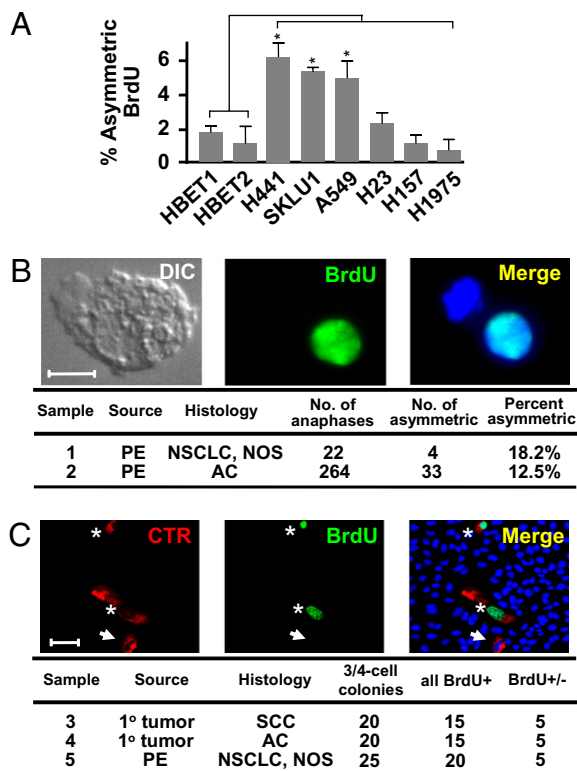 A
% Asymmetric
BrdU
6
4
2
0
*
*
*
HBET1
HBET2
H441
SKLU1
A549
H23
H157
H1975
B
DIC
BrdU
Merge
Sample Source Histology No. of anaphases No. of asymmetric Percent asymmetric
1 PE NSCLC, NOS 22 4 18.2%
2 PE AC 264 33 12.5%
C
CTR
BrdU
Merge
*
*
*
*
*
*
Sample Source Histology 3/4-cell colonies all BrdU+ BrdU+/-
3 1º tumor SCC 20 15 5
4 1º tumor AC 20 15 5
5 PE NSCLC, NOS 25 20 5